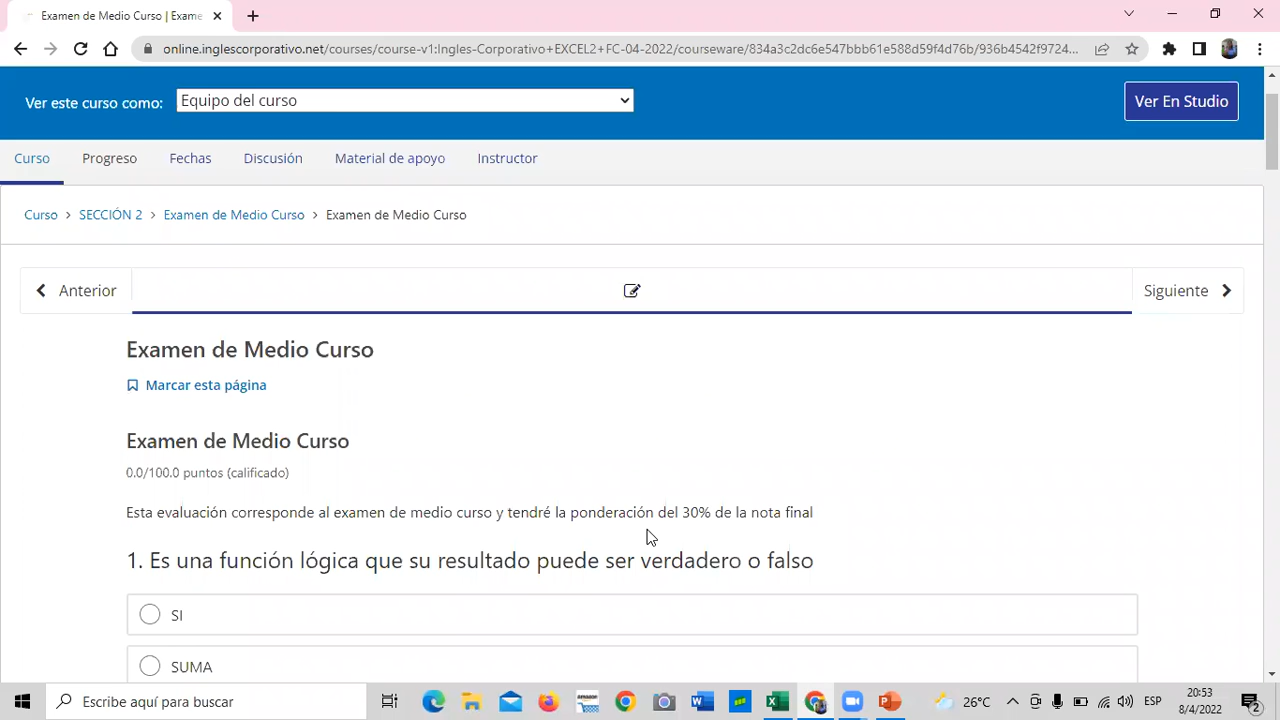 Examen de Medio Curso | Exame
online.inglescorporativo.net/courses/course-v1:Ingles-Corporativo+EXCEL2+FC-04-2022/courseware/834a3c2dc6e547bbb61e588d59f4d76b/936b4542f9724...
Ver este curso como:
Equipo del curso
Ver En Studio
Curso
Progreso
Fechas
Discusión
Material de apoyo
Instructor
Curso > SECCIÓN 2 > Examen de Medio Curso > Examen de Medio Curso
Anterior
Siguiente
Examen de Medio Curso
Marcar esta página
Examen de Medio Curso
0.0/100.0 puntos (calificado)
Esta evaluación corresponde al examen de medio curso y tendré la ponderación del 30% de la nota final
1. Es una función lógica que su resultado puede ser verdadero o falso
SI
SUMA
Escribe aquí para buscar
26°C
ESP
20:53
8/4/2022
2